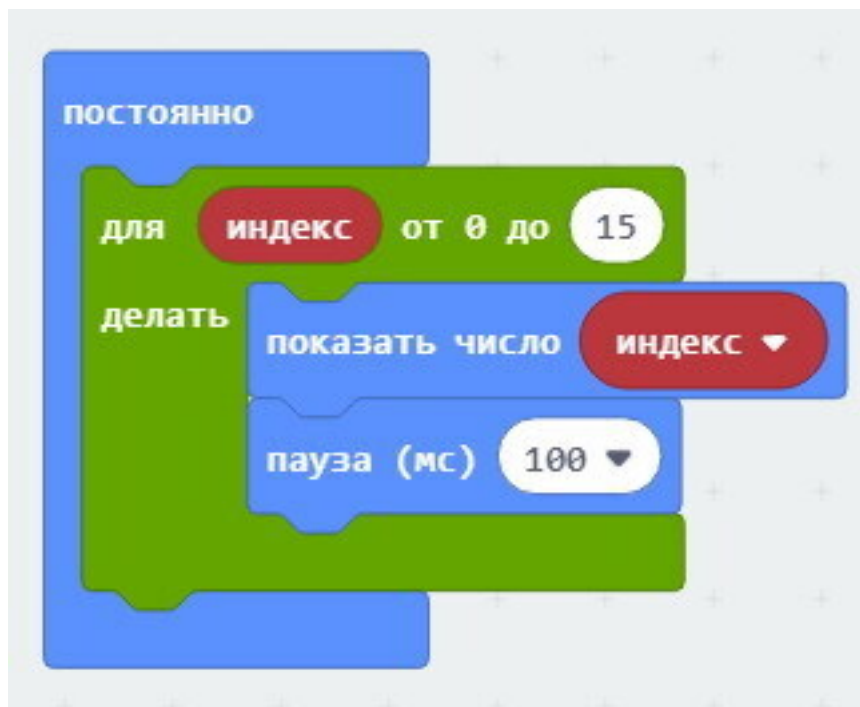 постоянно
для индекс от 0 до 15
делать
показать число индекс
пауза (мс) 100